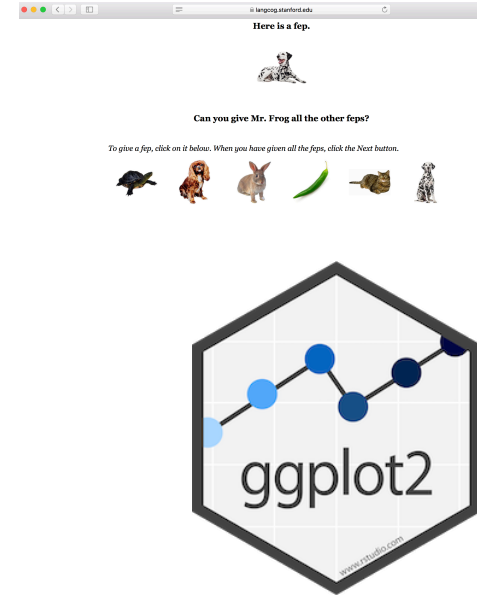 langcog.stanford.edu
Here is a fep.
Can you give Mr. Frog all the other feps?
To give a fep, click on it below. When you have given all the feps, click the Next button.
ggplot2
www.rstudio.com